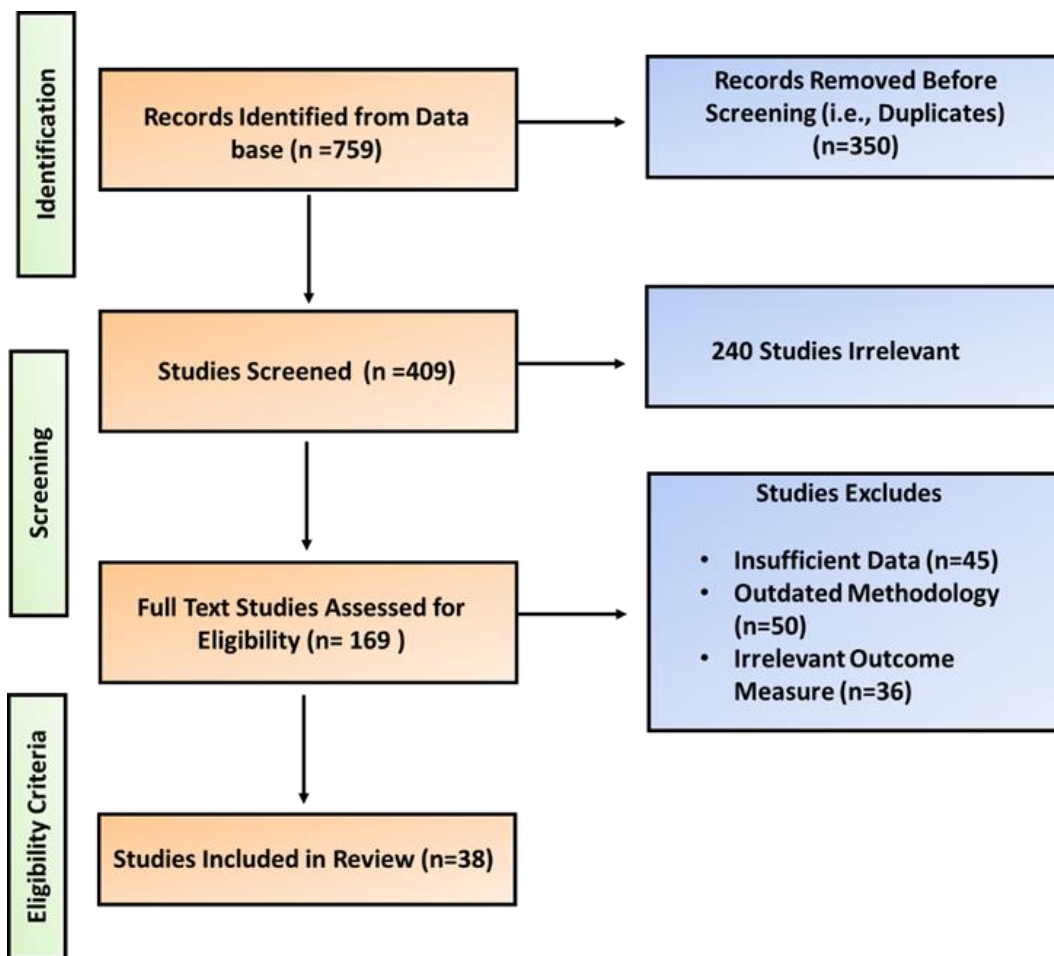 Identification
Records Identified from Data
base (n =759)
Records Removed Before
Screening (i.e., Duplicates)
(n=350)
Screening
Studies Screened  (n =409)
240 Studies Irrelevant
Full Text Studies Assessed for
Eligibility (n= 169 )
Studies Excludes
• Insufficient Data (n=45)
• Outdated Methodology
(n=50)
• Irrelevant Outcome
Measure (n=36)
Eligibility Criteria
Studies Included in Review (n=38)